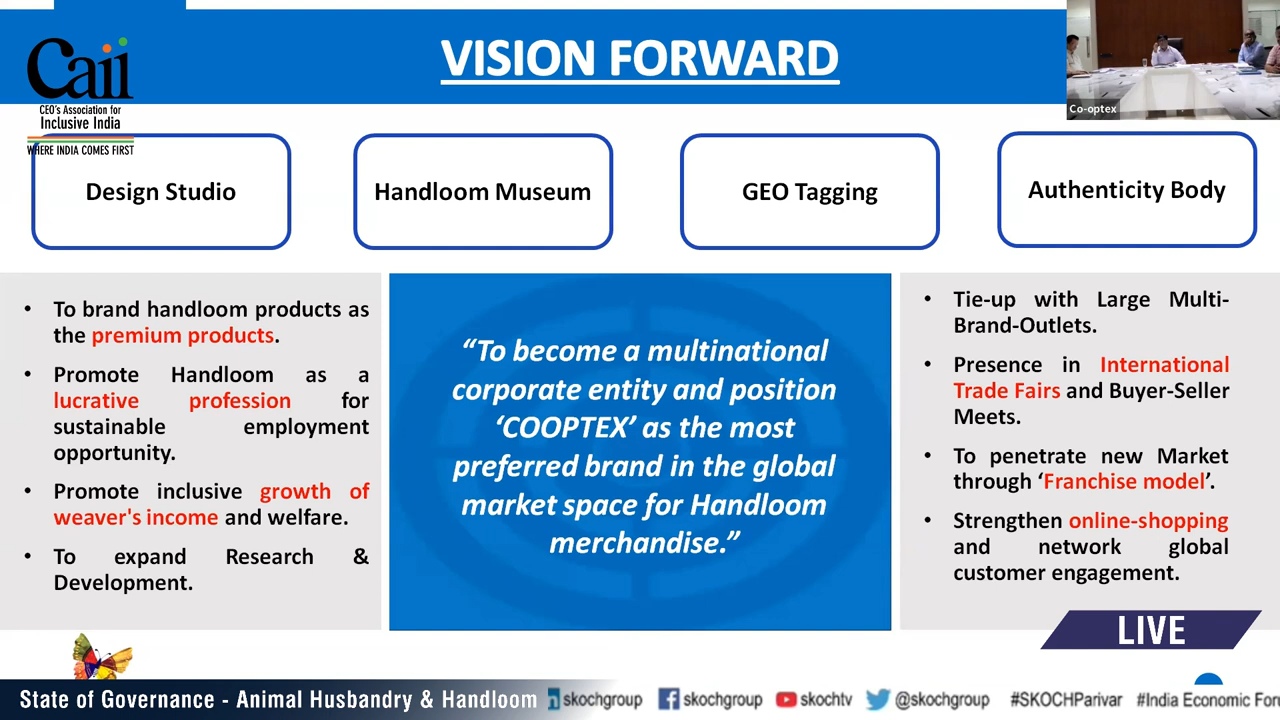 VISION FORWARD
Cail
CEO's Association for
Inclusive India
WHERE INDIA COMES FIRST
Co-optex
Design Studio
Handloom Museum
GEO Tagging
Authenticity Body
• To brand handloom products as
the premium products.
• Promote Handloom as a
lucrative profession for
sustainable employment
opportunity.
• Promote inclusive growth of
weaver's income and welfare.
• To expand Research &
Development.
“To become a multinational
corporate entity and position
‘COOPTEX’ as the most
preferred brand in the global
market space for Handloom
merchandise.”
• Tie-up with Large Multi-
Brand-Outlets.
• Presence in International
Trade Fairs and Buyer-Seller
Meets.
• To penetrate new Market
through ‘Franchise model’.
• Strengthen online-shopping
and network global
customer engagement.
LIVE
State of Governance - Animal Husbandry & Handloom
skochgroup
skochgroup
skochtv
@skochgroup
#SKOCHParivar
#India Economic For